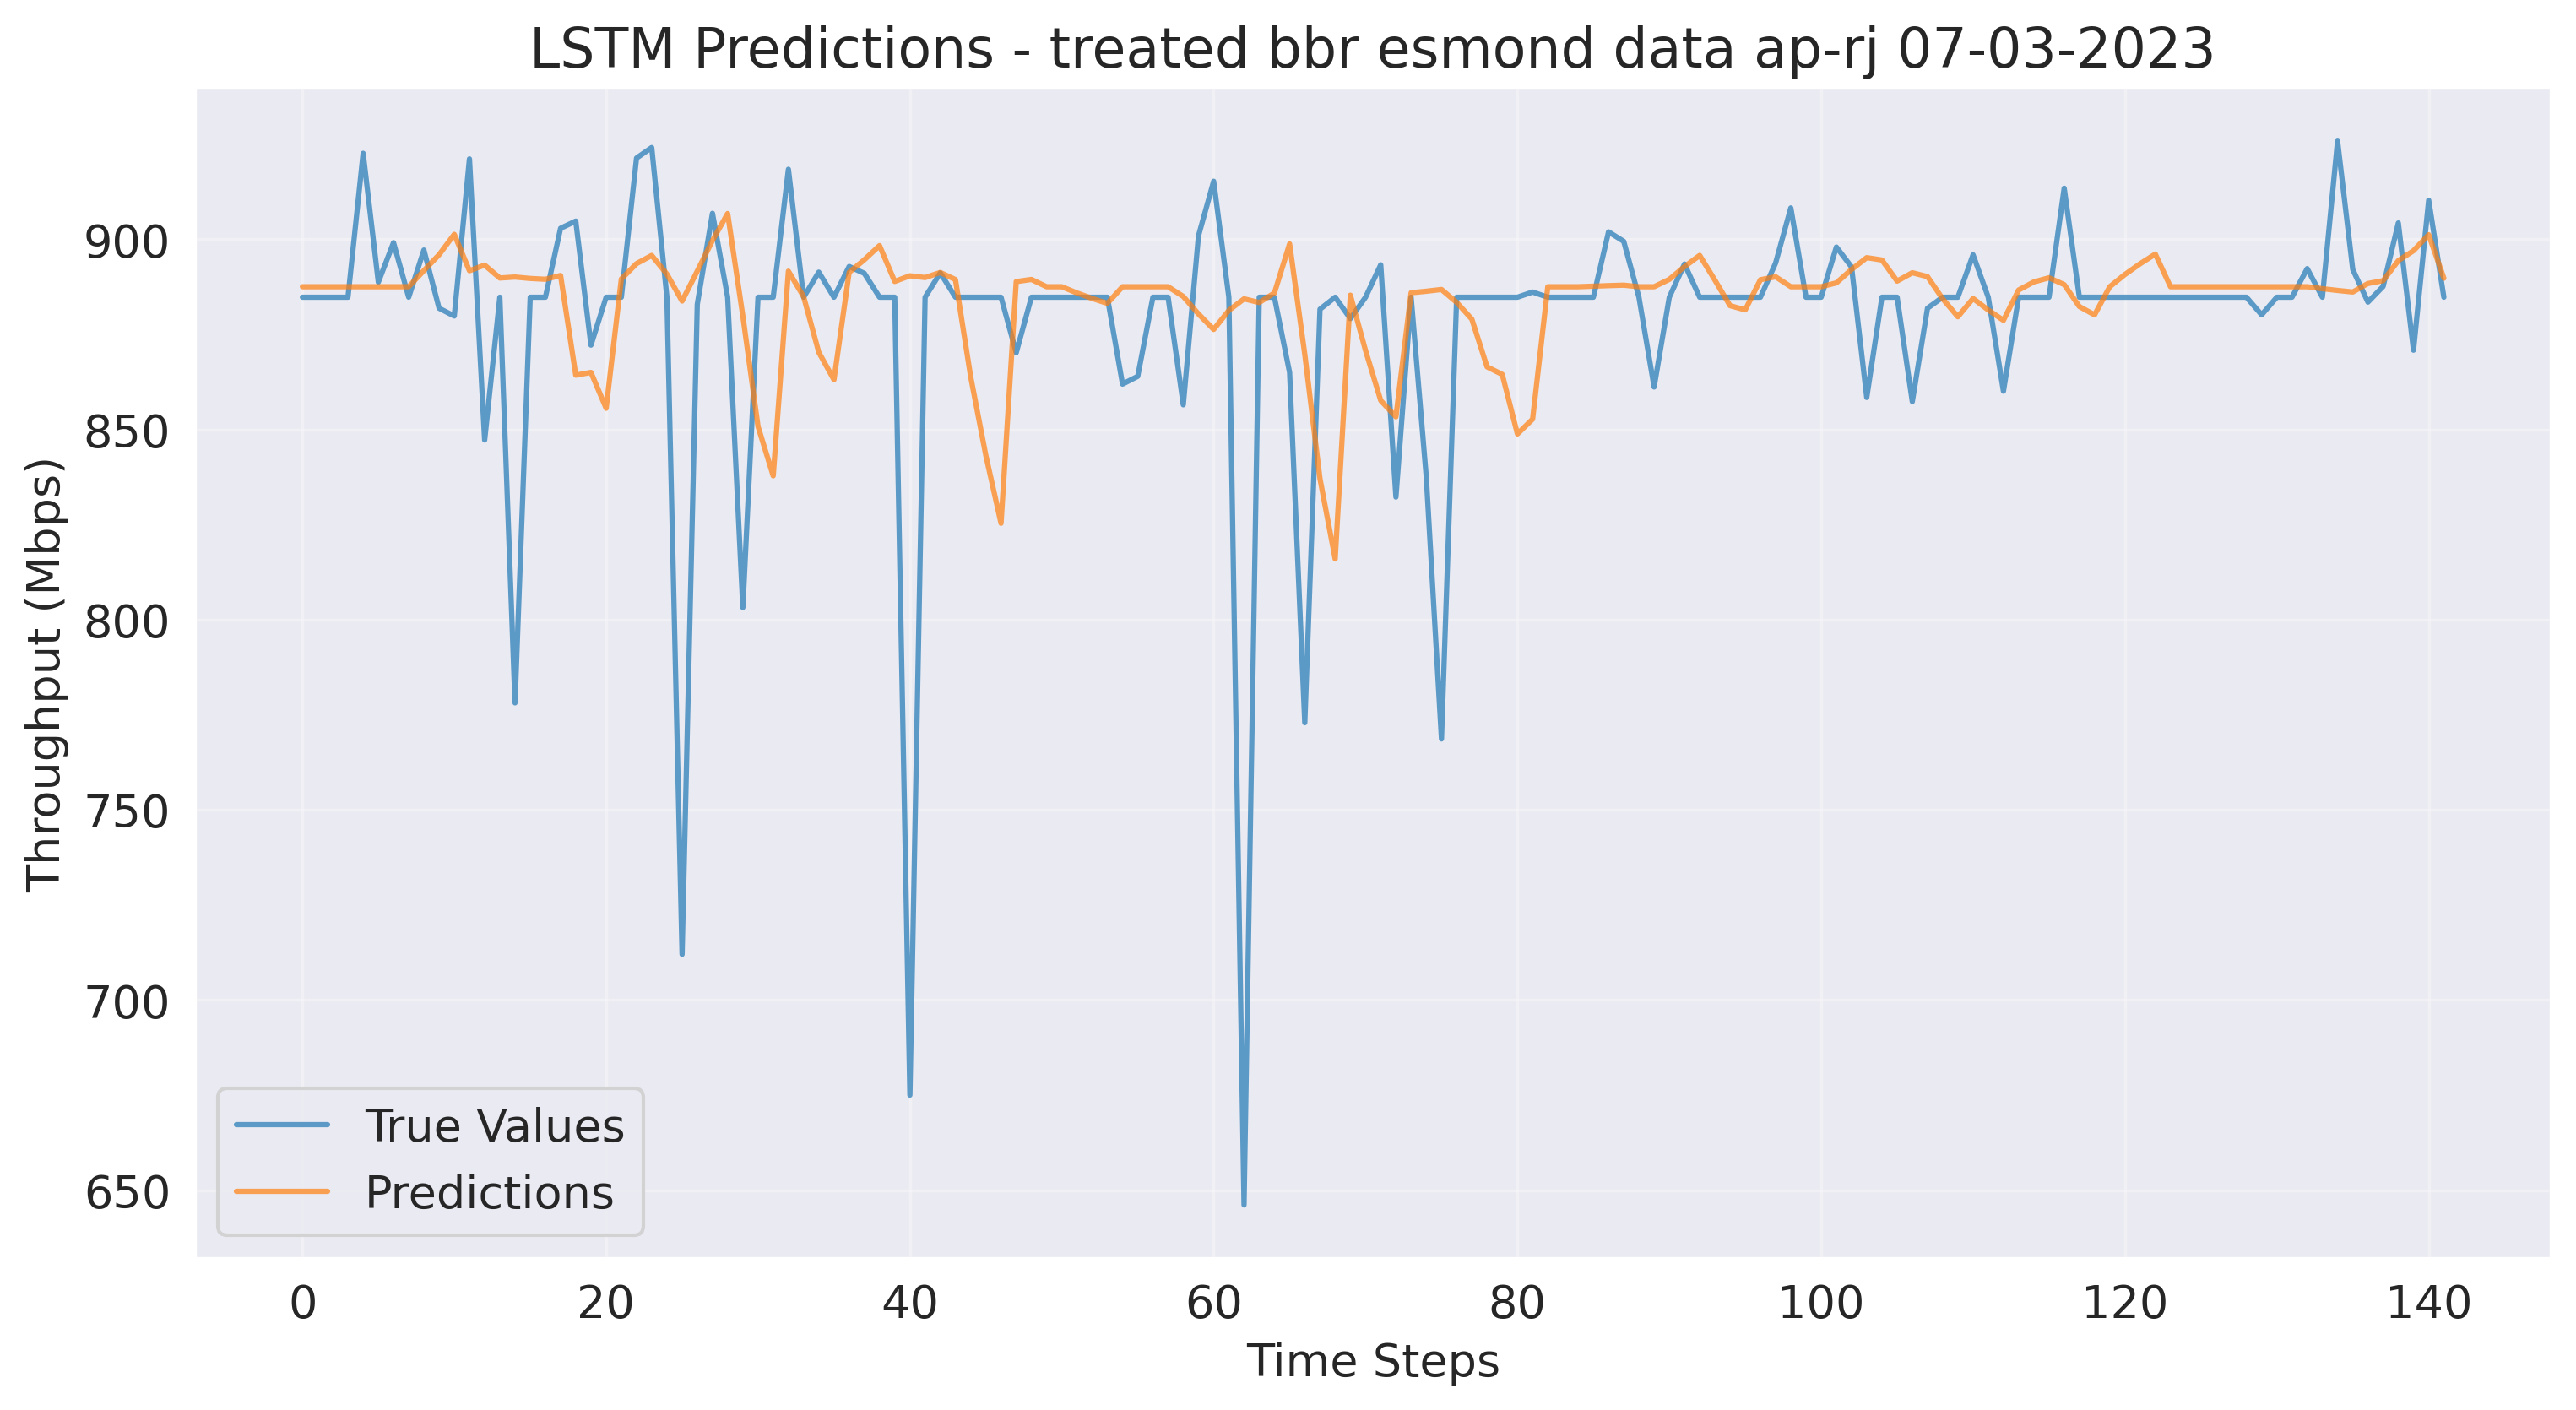 LSTM Predictions - treated bbr esmond data ap-rj 07-03-2023
Throughput (Mbps)
900
850
800
750
700
650
True Values
Predictions
0 20 40 60 80 100 120 140
Time Steps